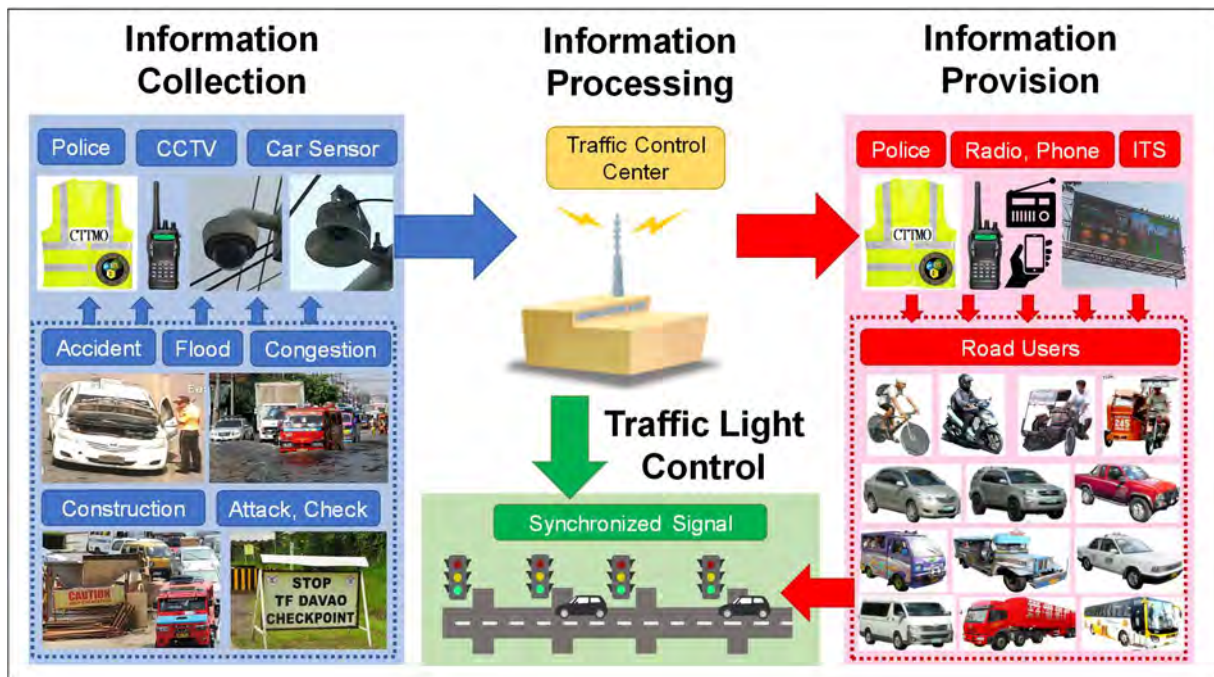 Information
Collection
Information
Processing
Information
Provision
Police
CCTV
Car Sensor
CTTMO
Traffic Control
Center
Police
Radio, Phone
ITS
CTTMO
Accident
Flood
Congestion
Construction
Attack, Check
CAUTION
STOP
TF DAVAO
CHECKPOINT
Traffic Light
Control
Synchronized Signal
Road Users
245